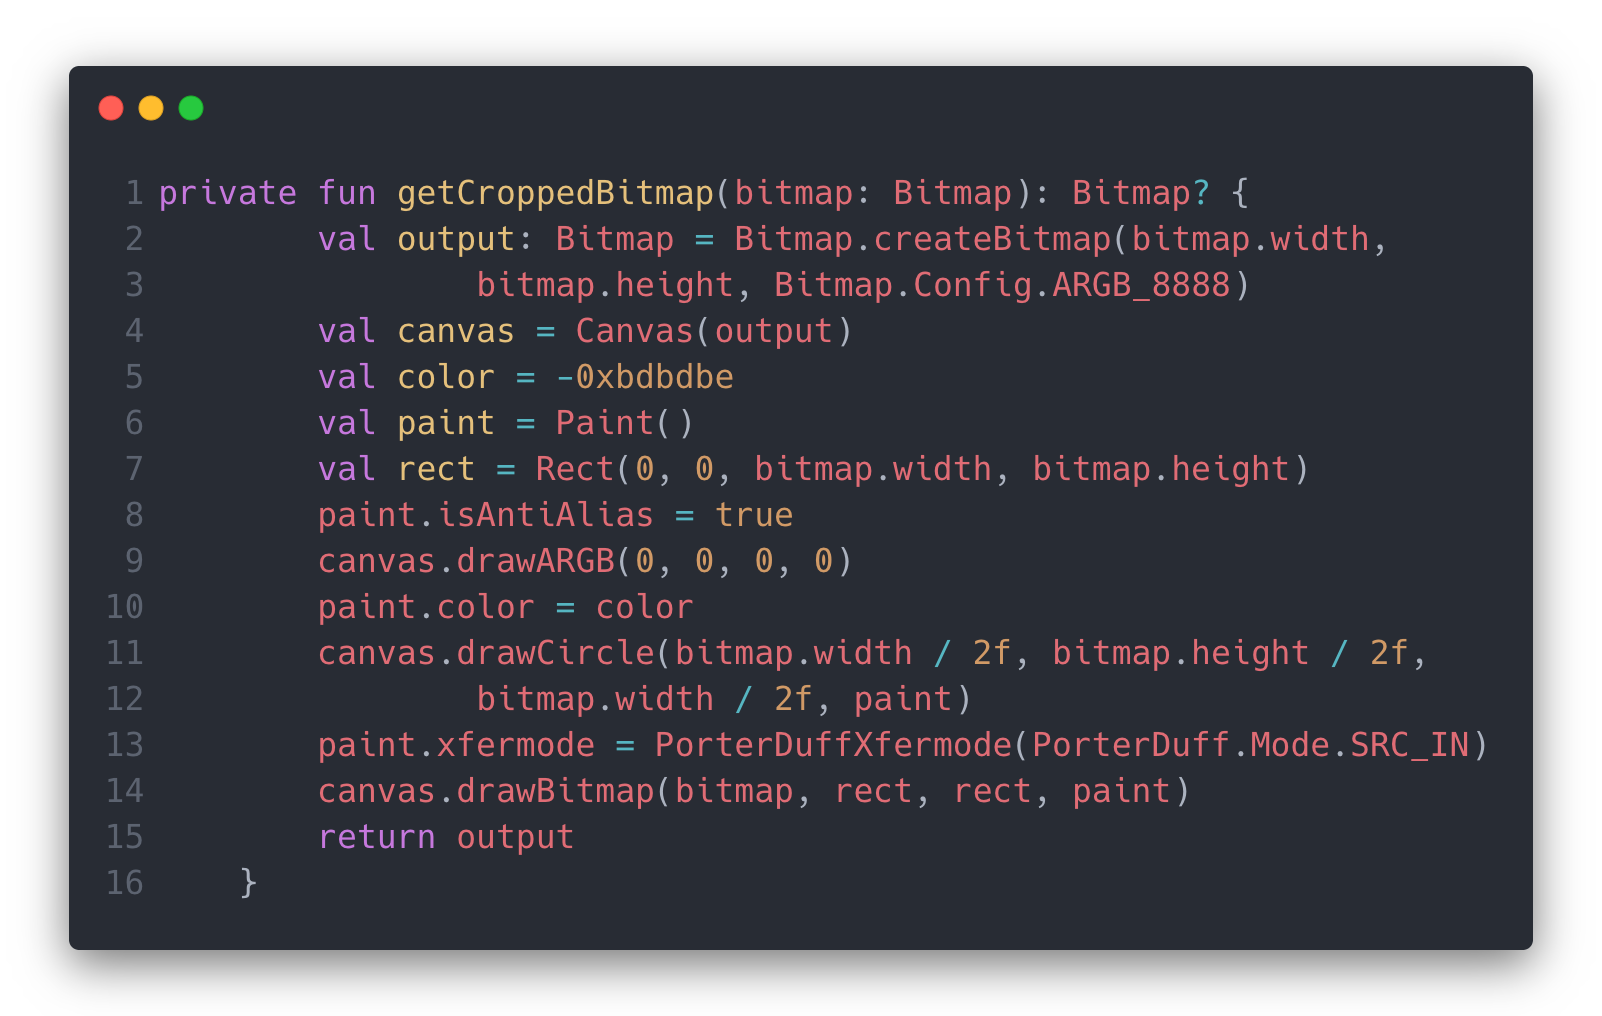 1 private fun getCroppedBitmap(bitmap: Bitmap): Bitmap? {
2         val output: Bitmap = Bitmap.createBitmap(bitmap.width,
3                 bitmap.height, Bitmap.Config.ARGB_8888)
4         val canvas = Canvas(output)
5         val color = -0xbdbdbe
6         val paint = Paint()
7         val rect = Rect(0, 0, bitmap.width, bitmap.height)
8         paint.isAntiAlias = true
9         canvas.drawARGB(0, 0, 0, 0)
10         paint.color = color
11         canvas.drawCircle(bitmap.width / 2f, bitmap.height / 2f,
12                 bitmap.width / 2f, paint)
13         paint.xfermode = PorterDuffXfermode(PorterDuff.Mode.SRC_IN)
14         canvas.drawBitmap(bitmap, rect, rect, paint)
15         return output
16     }